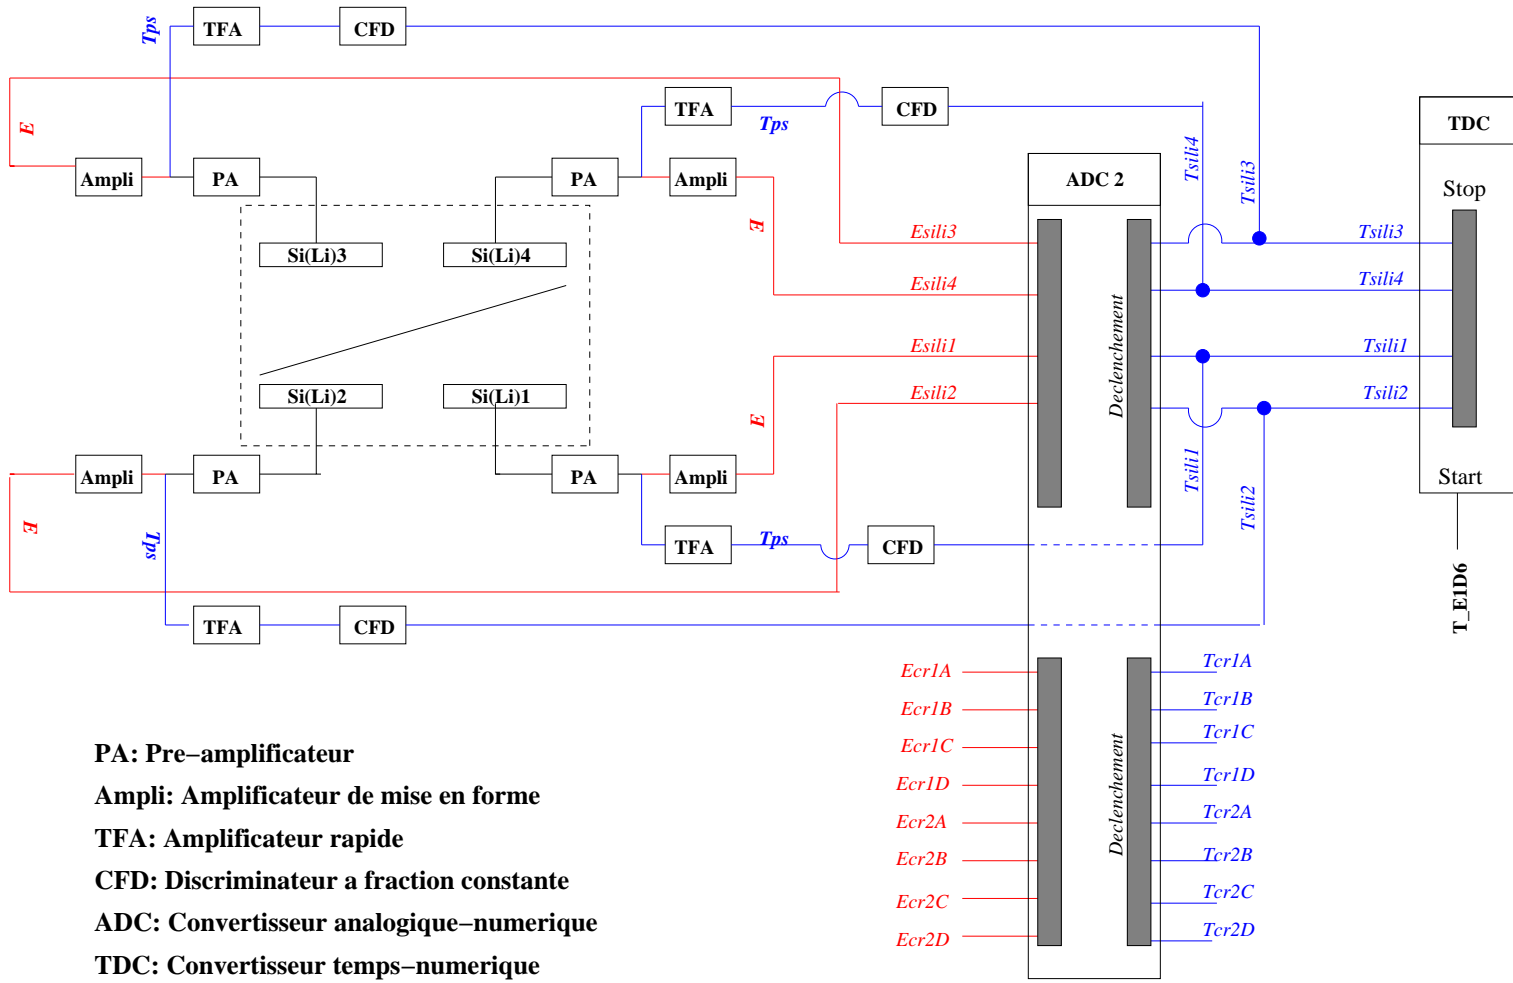 Tps
TFA
CFD
E
TFA
Tps
CFD
TDC
Ampli
PA
PA
Ampli
ADC 2
Tsili4
Tsili3
Stop
Si(Li)3
Si(Li)4
E
Esili3
Tsili3
Esili4
Declenchement
Tsili4
Esili1
Tsili1
Si(Li)2
Si(Li)1
E
Esili2
Tsili2
Ampli
PA
PA
Ampli
Tsili1
Tsili2
Start
E
Tps
TFA
Tps
CFD
T_E1D6
TFA
CFD
Ecr1A
Tcr1A
Ecr1B
Tcr1B
Ecr1C
Tcr1C
Ecr1D
Declenchement
Tcr1D
Ecr2A
Tcr2A
Ecr2B
Tcr2B
Ecr2C
Tcr2C
Ecr2D
Tcr2D
PA: Pre−amplificateur
Ampli: Amplificateur de mise en forme
TFA: Amplificateur rapide
CFD: Discriminateur a fraction constante
ADC: Convertisseur analogique−numerique
TDC: Convertisseur temps−numerique